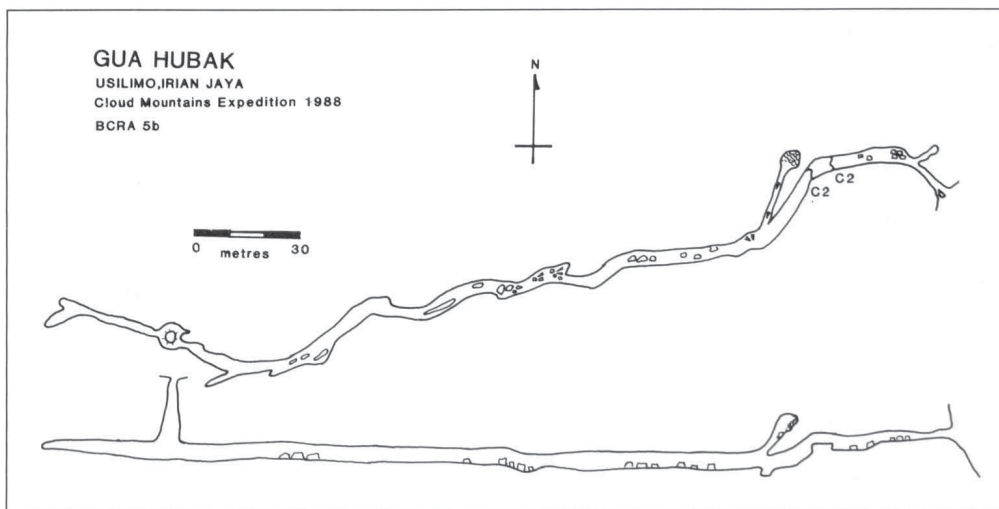 GUA HUBAK
USILIMO,IRIAN JAYA
Cloud Mountains Expedition 1988
BCRA 5b
N
C2
C2
0 metres 30